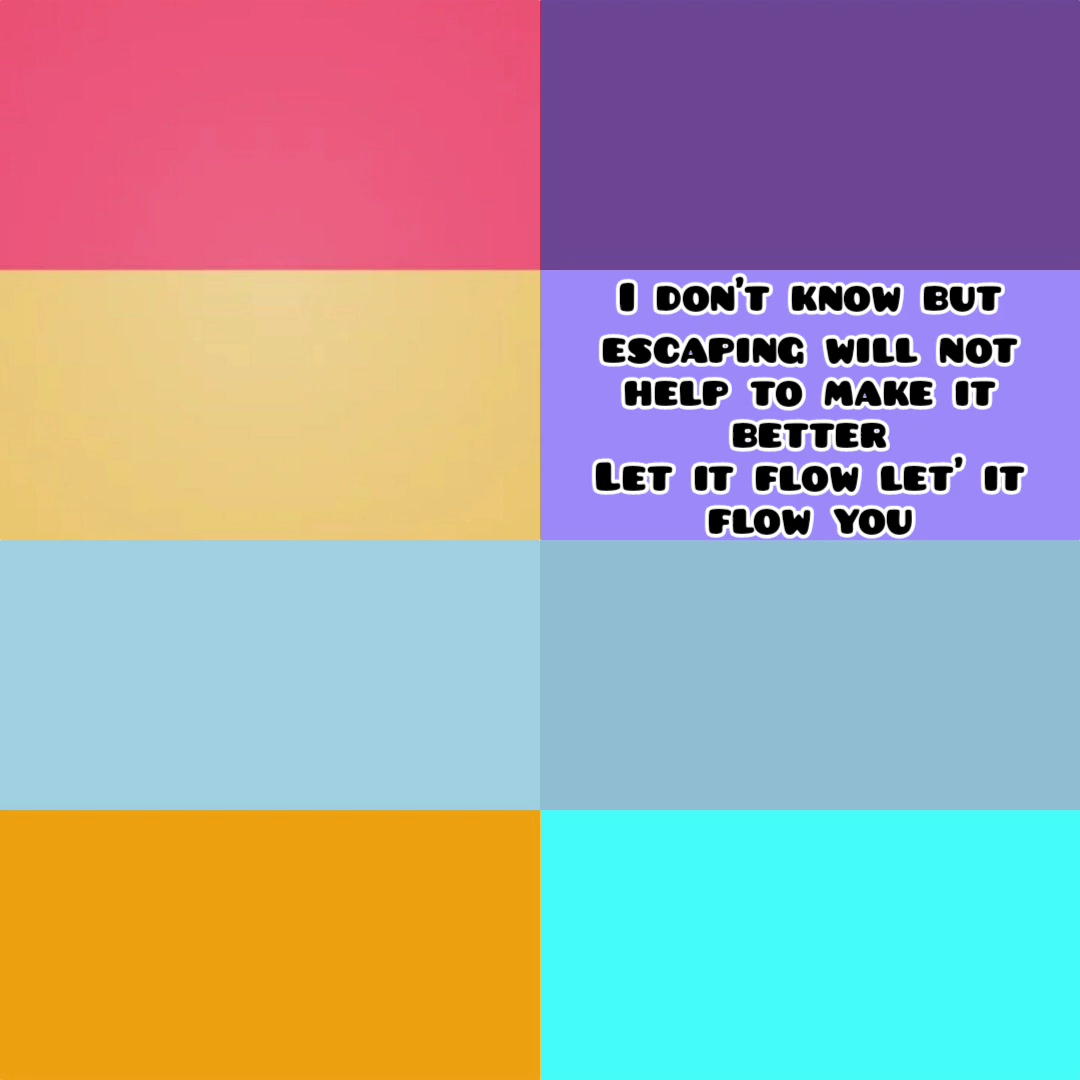 I don't know but
escaping will not
help to make it
better
Let it flow let' it
flow you